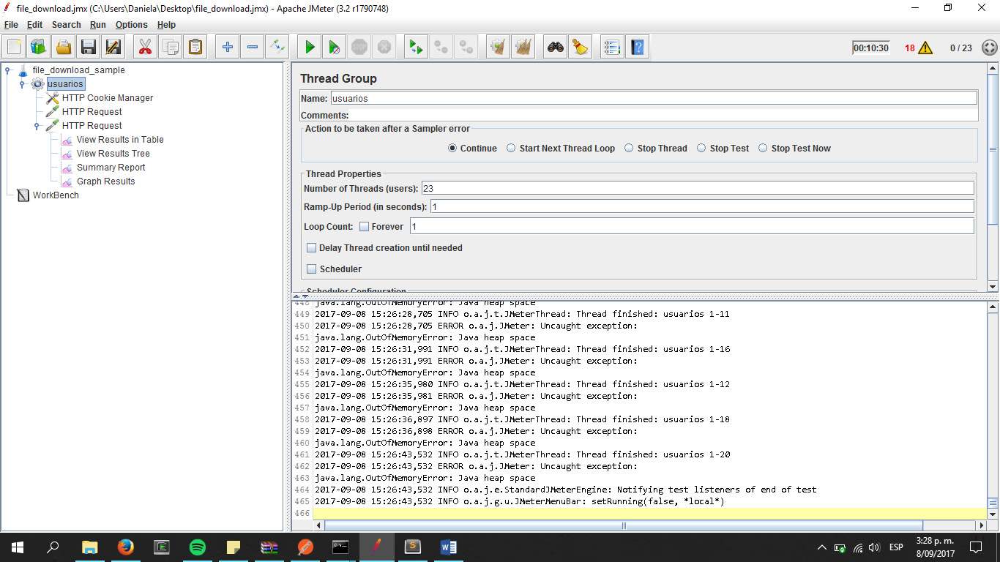 file_download.jmx (C:\Users\Daniela\Desktop\file_download.jmx) - Apache JMeter (3.2 r1790748)
File Edit Search Run Options Help
00:10:30 18 0 / 23
file_download_sample
usuarios
HTTP Cookie Manager
HTTP Request
HTTP Request
View Results in Table
View Results Tree
Summary Report
Graph Results
WorkBench
Thread Group
Name: usuarios
Comments:
Action to be taken after a Sampler error
Continue Start Next Thread Loop Stop Thread Stop Test Stop Test Now
Thread Properties
Number of Threads (users): 23
Ramp-Up Period (in seconds): 1
Loop Count: Forever 1
Delay Thread creation until needed
Scheduler
Scheduler Configuration
448 java.lang.OutOfMemoryError: Java heap space
449 2017-09-08 15:26:28,705 INFO o.a.j.t.JMeterThread: Thread finished: usuarios 1-11
450 2017-09-08 15:26:28,705 ERROR o.a.j.JMeter: Uncaught exception:
451 java.lang.OutOfMemoryError: Java heap space
452 2017-09-08 15:26:31,991 INFO o.a.j.t.JMeterThread: Thread finished: usuarios 1-16
453 2017-09-08 15:26:31,991 ERROR o.a.j.JMeter: Uncaught exception:
454 java.lang.OutOfMemoryError: Java heap space
455 2017-09-08 15:26:35,980 INFO o.a.j.t.JMeterThread: Thread finished: usuarios 1-12
456 2017-09-08 15:26:35,981 ERROR o.a.j.JMeter: Uncaught exception:
457 java.lang.OutOfMemoryError: Java heap space
458 2017-09-08 15:26:36,897 INFO o.a.j.t.JMeterThread: Thread finished: usuarios 1-18
459 2017-09-08 15:26:36,898 ERROR o.a.j.JMeter: Uncaught exception:
460 java.lang.OutOfMemoryError: Java heap space
461 2017-09-08 15:26:43,532 INFO o.a.j.t.JMeterThread: Thread finished: usuarios 1-20
462 2017-09-08 15:26:43,532 ERROR o.a.j.JMeter: Uncaught exception:
463 java.lang.OutOfMemoryError: Java heap space
464 2017-09-08 15:26:43,532 INFO o.a.j.e.StandardJMeterEngine: Notifying test listeners of end of test
465 2017-09-08 15:26:43,532 INFO o.a.j.g.u.JMeterMenuBar: setRunning(false, *local*)
466
ESP
3:28 p. m.
8/09/2017